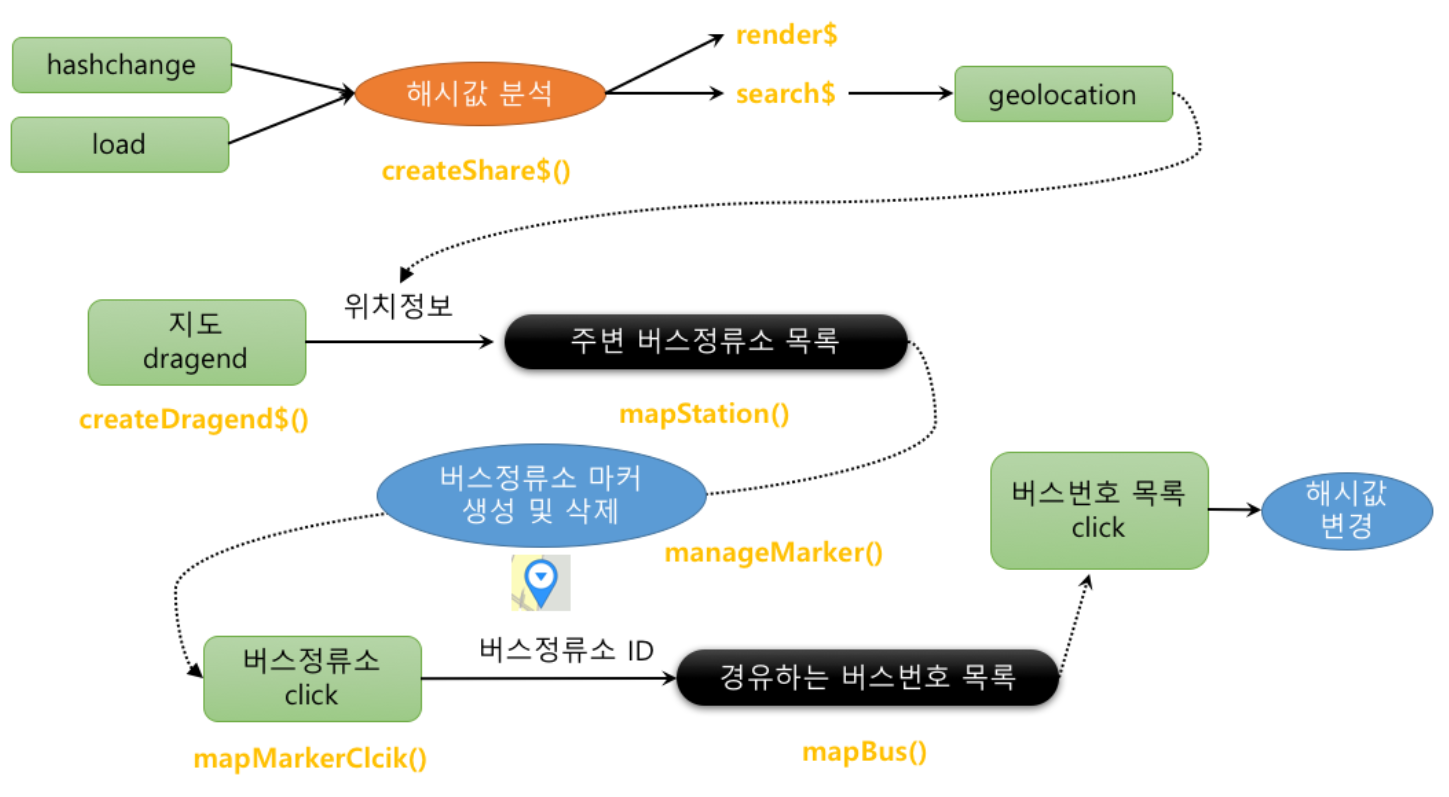 hashchange
load
해시값 분석
createShare$()
render$
search$
geolocation
위치정보
지도
dragend
createDragend$()
주변 버스정류소 목록
mapStation()
버스정류소 마커
생성 및 삭제
manageMarker()
버스번호 목록
click
해시값
변경
버스정류소
click
mapMarkerClcik()
버스정류소 ID
경유하는 버스번호 목록
mapBus()